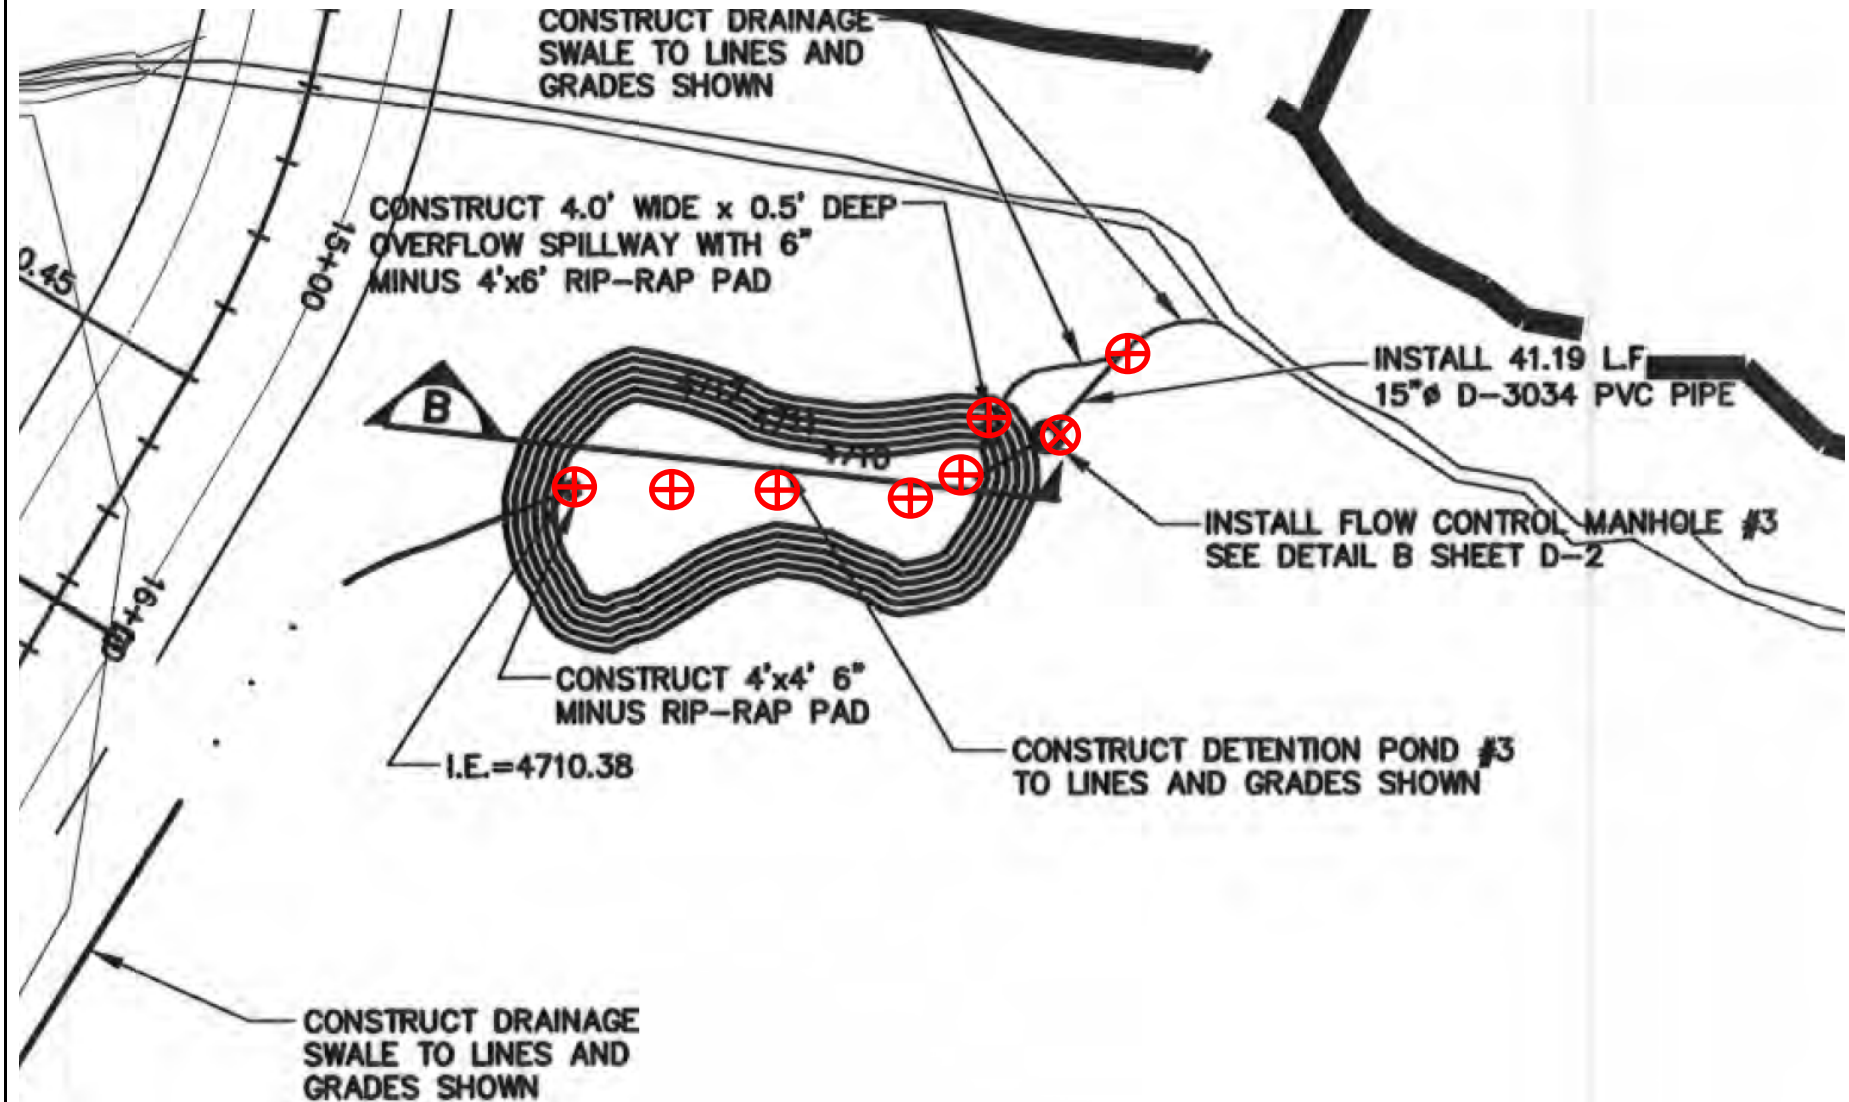 CONSTRUCT DRAINAGE
SWALE TO LINES AND
GRADES SHOWN
CONSTRUCT 4.0' WIDE x 0.5' DEEP
OVERFLOW SPILLWAY WITH 6"
MINUS 4'x6' RIP-RAP PAD
0.45
15+00
INSTALL 41.19 L.F
15"ø D-3034 PVC PIPE
B
4711
4710
INSTALL FLOW CONTROL MANHOLE #3
SEE DETAIL B SHEET D-2
CONSTRUCT 4'x4' 6"
MINUS RIP-RAP PAD
I.E.=4710.38
CONSTRUCT DETENTION POND #3
TO LINES AND GRADES SHOWN
CONSTRUCT DRAINAGE
SWALE TO LINES AND
GRADES SHOWN